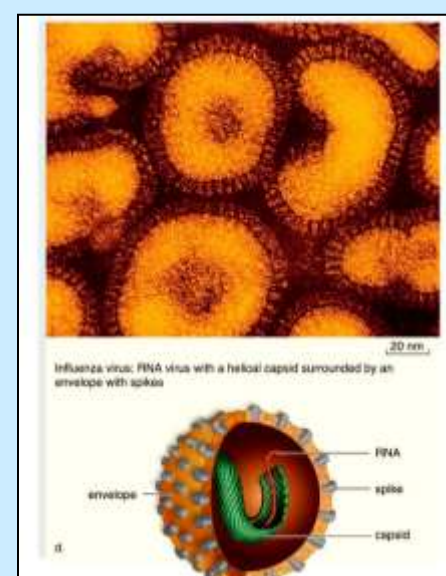 20 nm
Influenza virus: RNA virus with a helical capsid surrounded by an
envelope with spikes
RNA
envelope
spike
capsid
d.